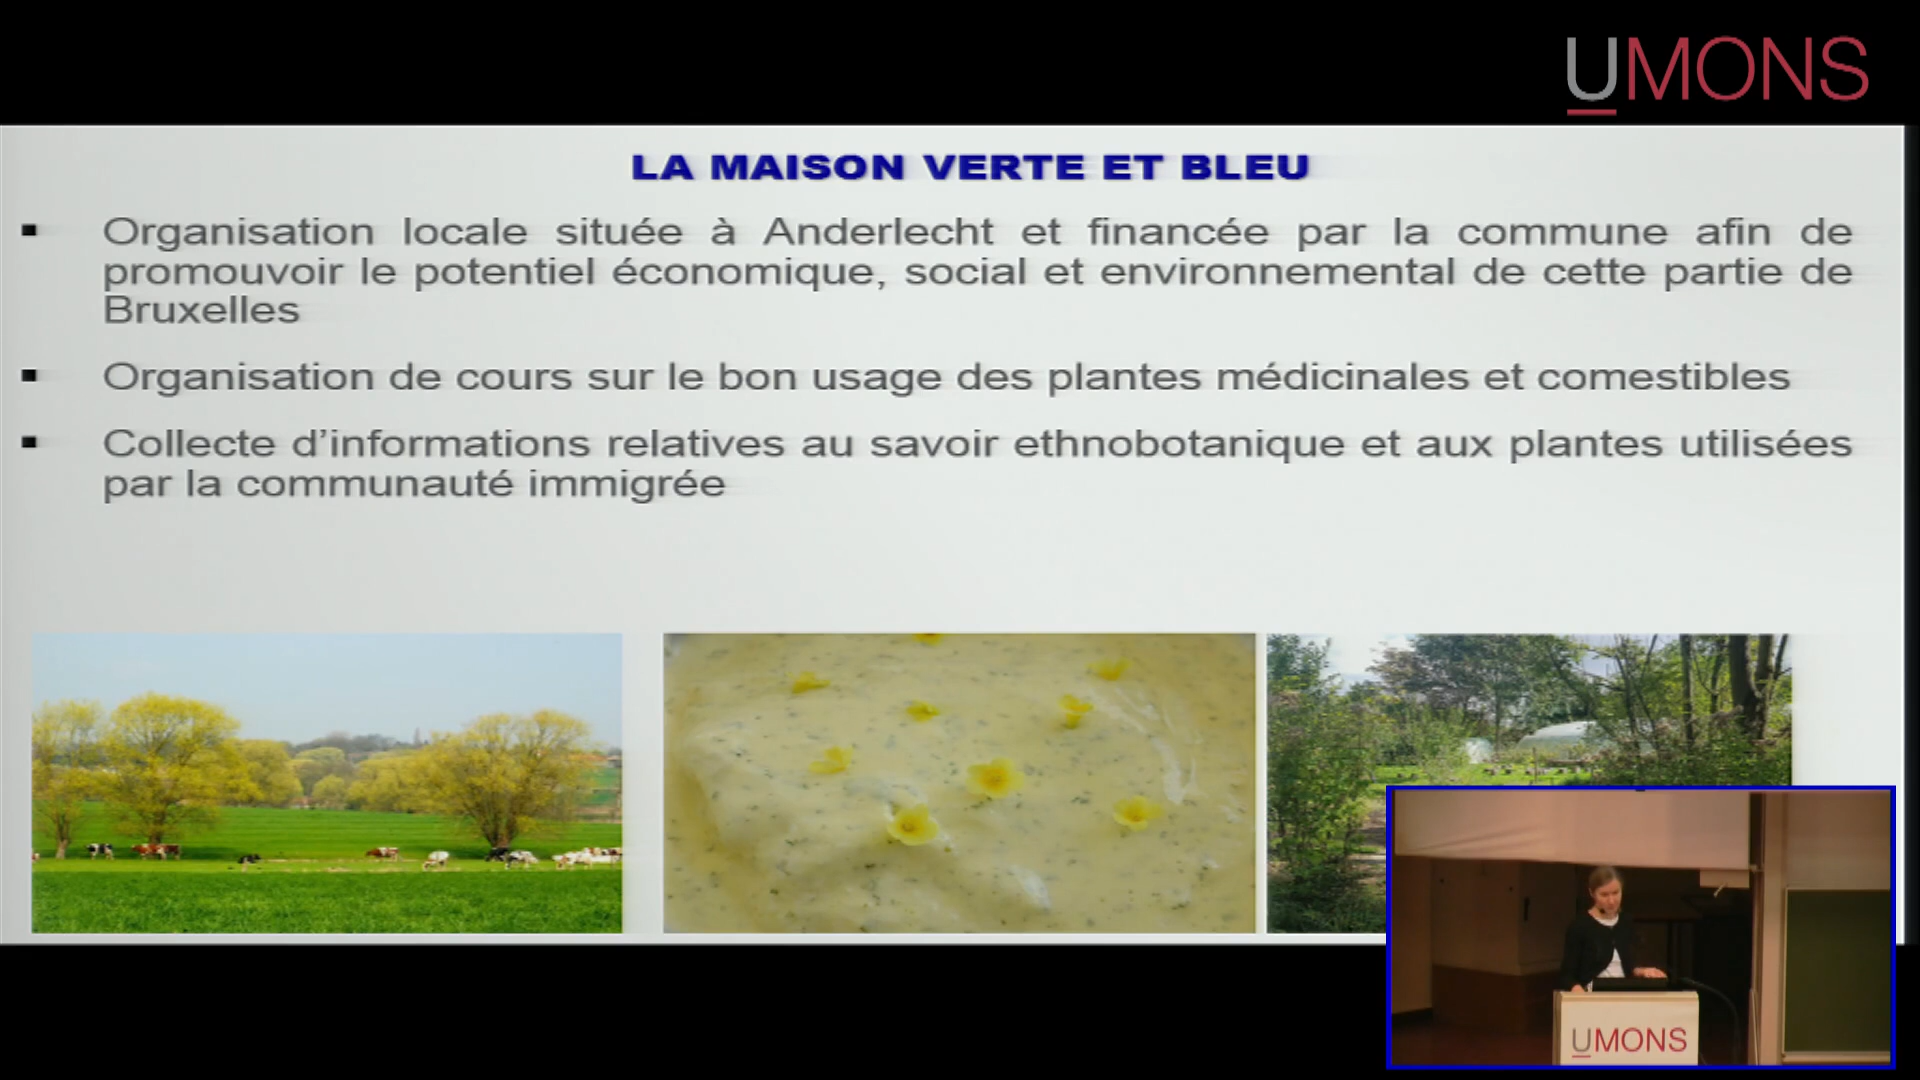 UMONS
LA MAISON VERTE ET BLEU
Organisation locale située à Anderlecht et financée par la commune afin de
promouvoir le potentiel économique, social et environnemental de cette partie de
Bruxelles
Organisation de cours sur le bon usage des plantes médicinales et comestibles
Collecte d’informations relatives au savoir ethnobotanique et aux plantes utilisées
par la communauté immigrée
UMONS